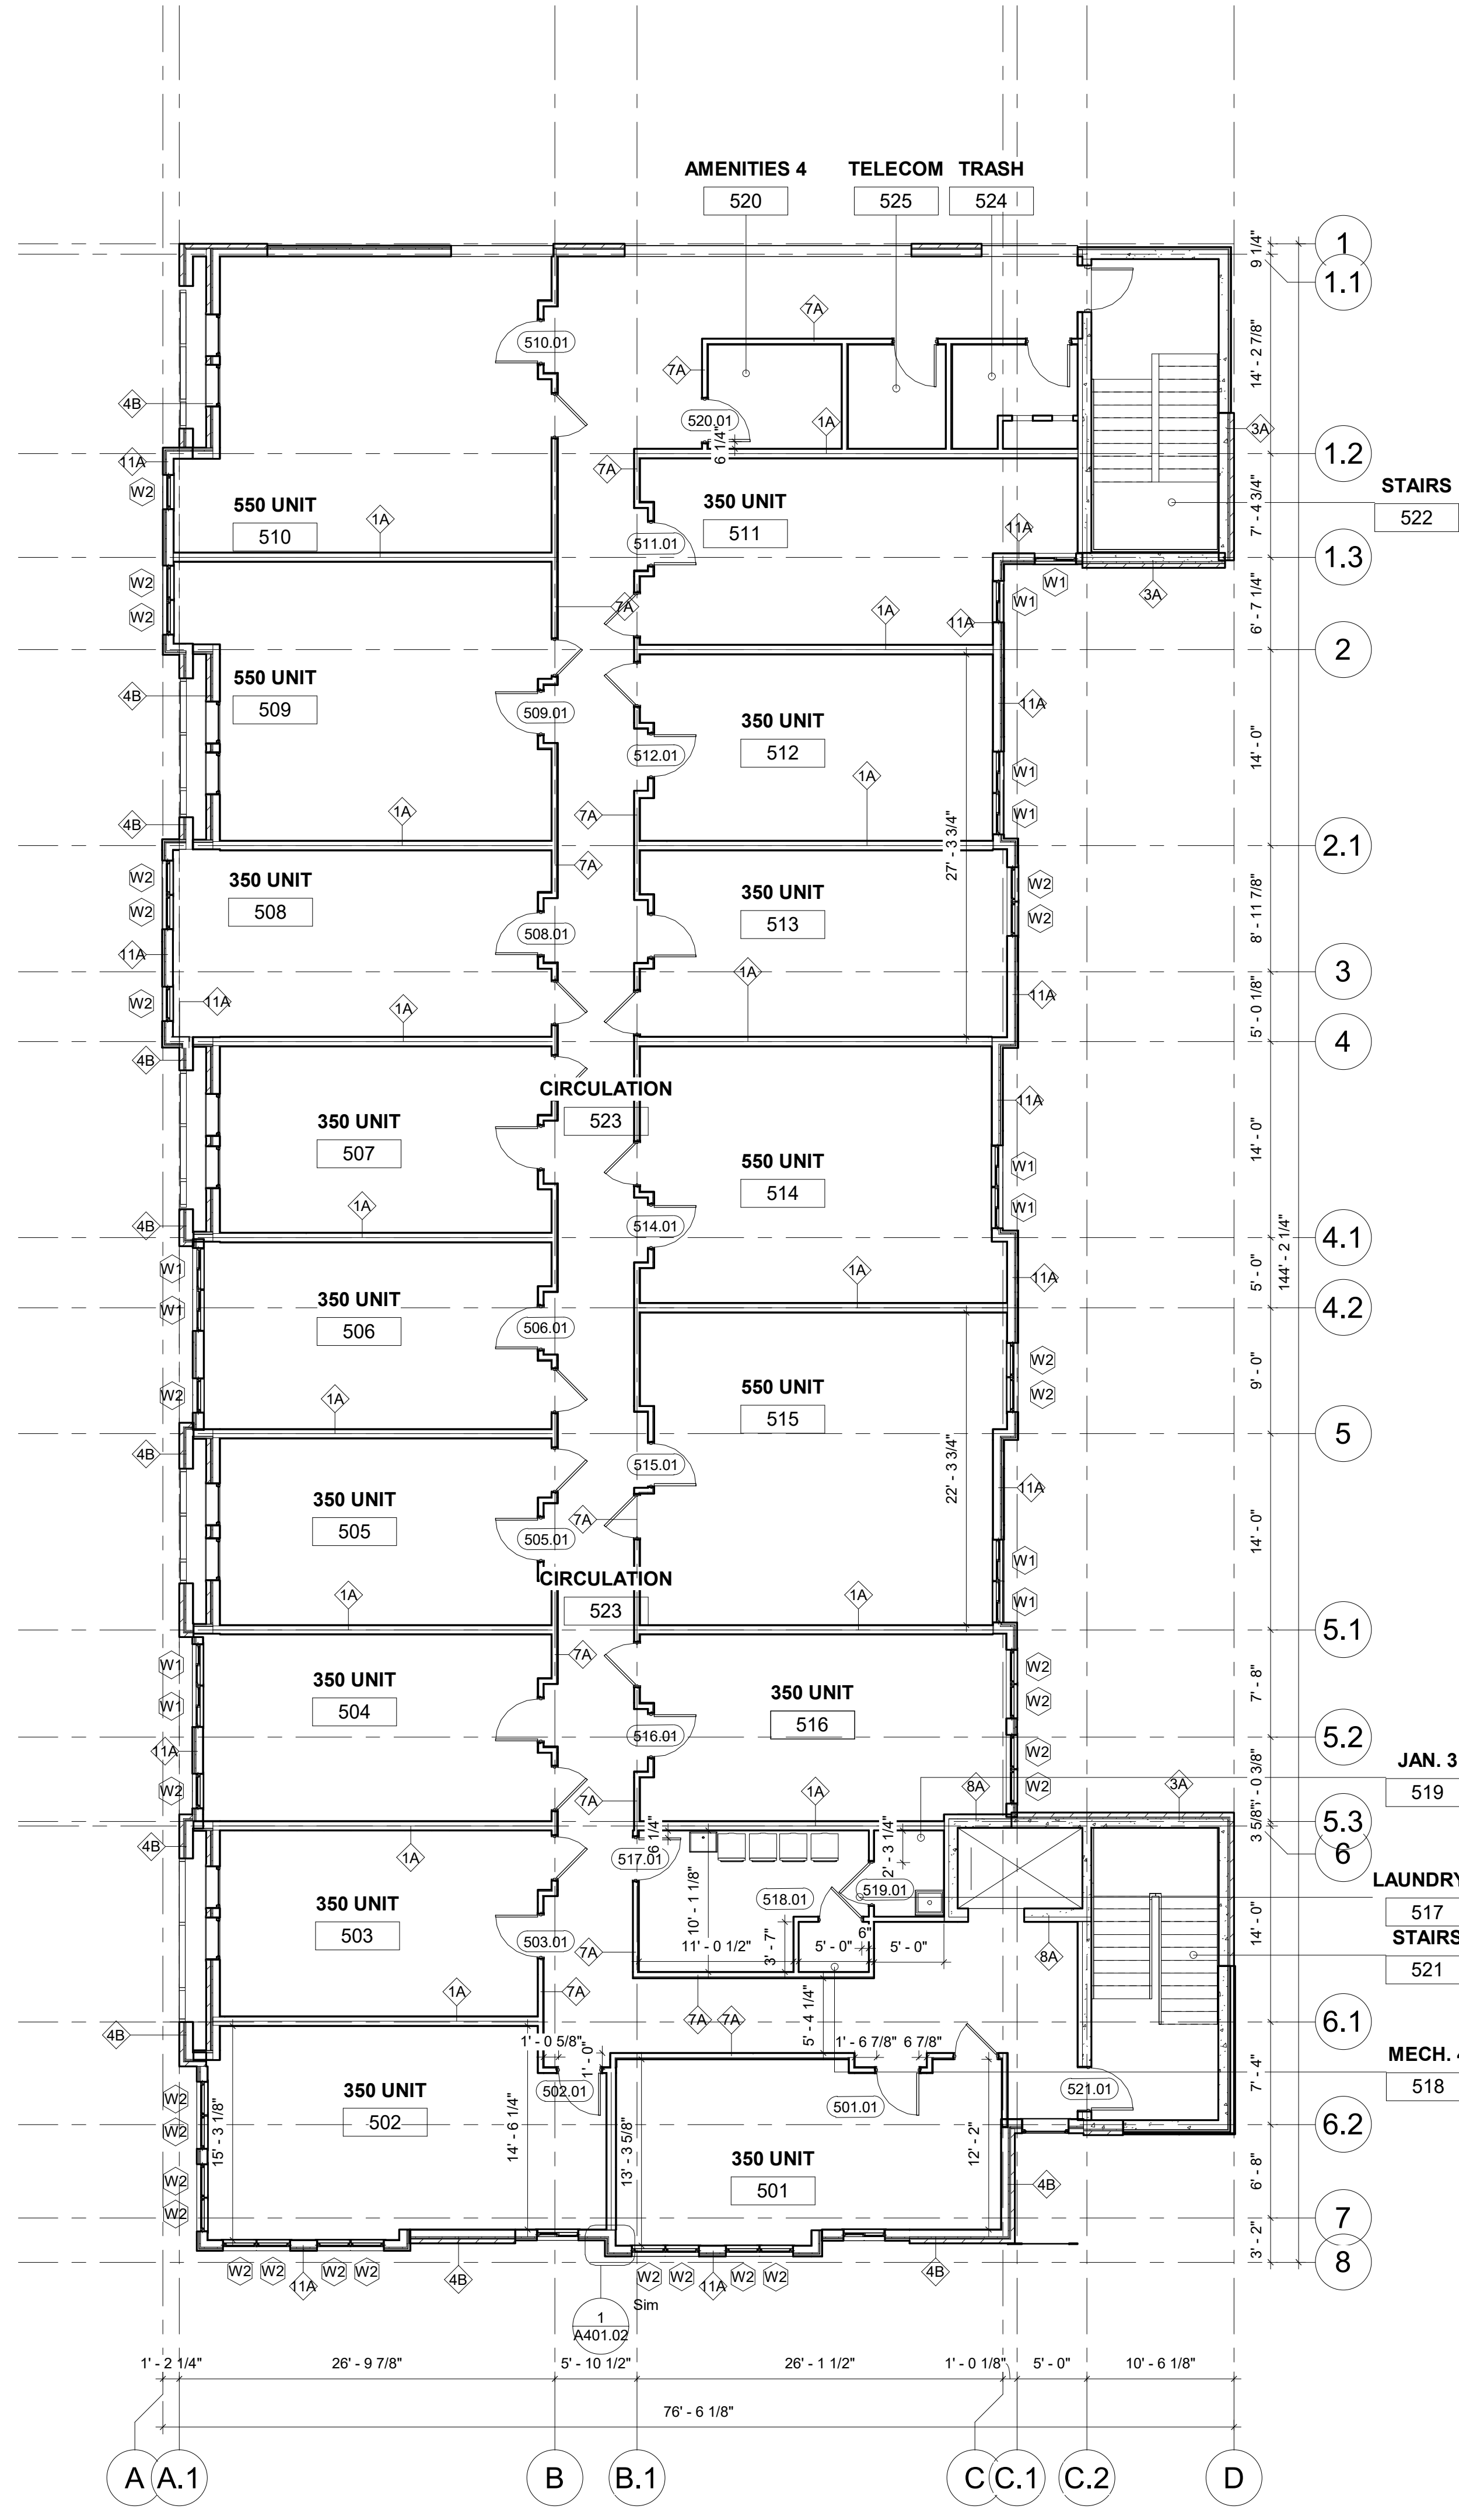 AMENITIES 4
520
TELECOM
525
TRASH
524
1
9 1/4"
1.1
7A
510.01
7A
14' - 2 7/8"
4B
520.01
6 1/4"
1A
3A
11A
7A
1.2
W2
550 UNIT
510
1A
350 UNIT
511
511.01
11A
7' - 4 3/4"
STAIRS
522
1.3
W2
W2
7A
1A
11A
W1
W1
3A
6' - 7 1/4"
2
550 UNIT
509
4B
509.01
350 UNIT
512
512.01
11A
14' - 0"
1A
1A
W1
W1
4B
7A
27' - 3 3/4"
2.1
7A
W2
W2
350 UNIT
508
508.01
350 UNIT
513
W2
W2
8' - 11 7/8"
11A
W2
11A
1A
1A
11A
3
5' - 0 1/8"
4
4B
CIRCULATION
523
350 UNIT
507
11A
14' - 0"
550 UNIT
514
514.01
W1
W1
1A
4B
4.1
144' - 2 1/4"
W1
W1
350 UNIT
506
506.01
1A
11A
5' - 0"
4.2
W2
1A
550 UNIT
515
W2
W2
9' - 0"
5
4B
515.01
22' - 3 3/4"
11A
350 UNIT
505
505.01
7A
14' - 0"
CIRCULATION
523
1A
1A
W1
W1
5.1
W1
W1
7A
350 UNIT
504
350 UNIT
516
516.01
W2
W2
7' - 8"
11A
W2
W2
W2
5.2
JAN. 3
519
7A
1A
8A
3A
3 5/8"
5' - 0 3/8"
5.3
6
4B
1A
517.01
6 1/4"
2' - 3 1/4"
10' - 1 1/8"
518.01
519.01
LAUNDRY
517
350 UNIT
503
503.01
7A
11' - 0 1/2"
3' - 7"
5' - 0"
6"
5' - 0"
8A
14' - 0"
STAIRS
521
1A
7A
4B
7A
7A
5' - 4 1/4"
6.1
1' - 0 5/8"
1' - 0"
1' - 6 7/8"
6 7/8"
MECH. 4
518
350 UNIT
502
502.01
501.01
521.01
7' - 4"
W2
W2
15' - 3 1/8"
14' - 6 1/4"
13' - 3 5/8"
12' - 2"
6.2
W2
W2
350 UNIT
501
4B
6' - 8"
7
3' - 2"
8
W2
W2
11A
W2
W2
4B
W2
W2
11A
W2
W2
4B
Sim
1
A401.02
1' - 2 1/4"
26' - 9 7/8"
5' - 10 1/2"
26' - 1 1/2"
1' - 0 1/8"
5' - 0"
10' - 6 1/8"
76' - 6 1/8"
A
A.1
B
B.1
C
C.1
C.2
D